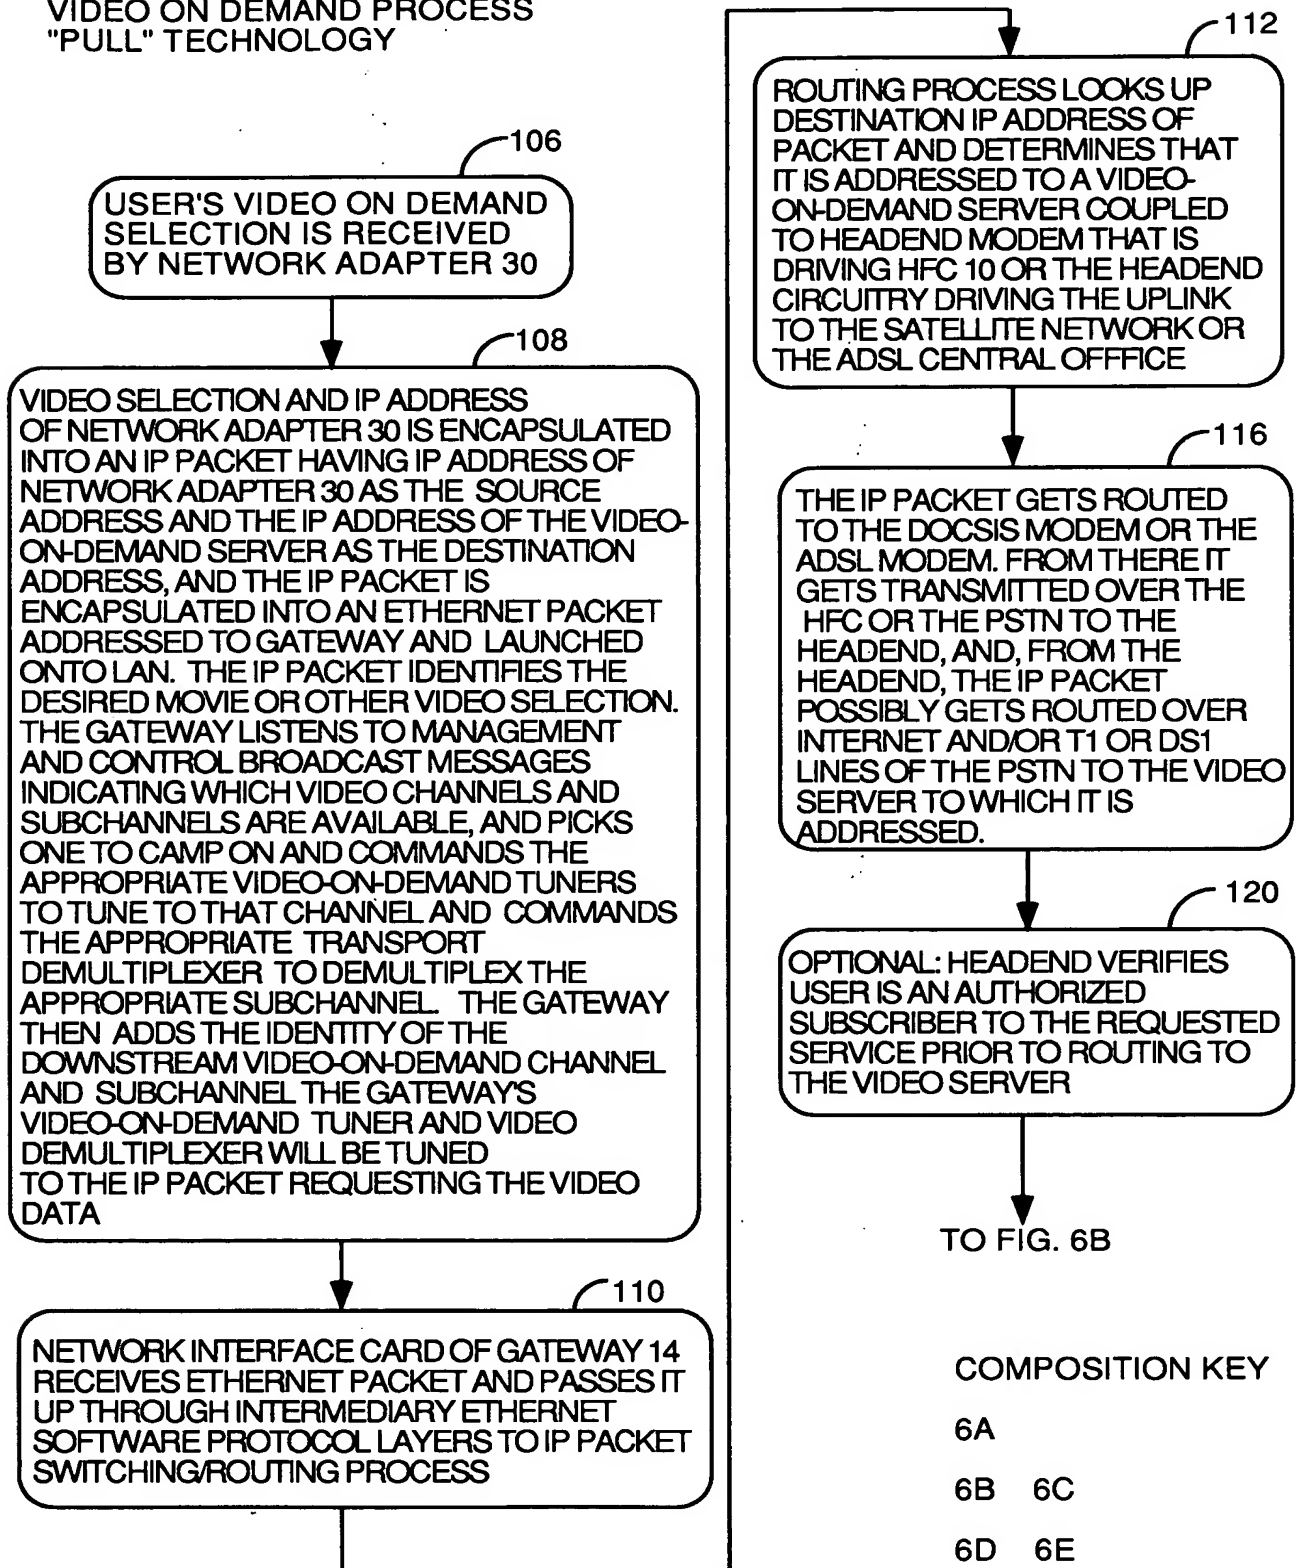 VIDEO ON DEMAND PROCESS
"PULL" TECHNOLOGY
106
USER'S VIDEO ON DEMAND
SELECTION IS RECEIVED
BY NETWORK ADAPTER 30
108
VIDEO SELECTION AND IP ADDRESS
OF NETWORK ADAPTER 30 IS ENCAPSULATED
INTO AN IP PACKET HAVING IP ADDRESS OF
NETWORK ADAPTER 30 AS THE SOURCE
ADDRESS AND THE IP ADDRESS OF THE VIDEO-
ON-DEMAND SERVER AS THE DESTINATION
ADDRESS, AND THE IP PACKET IS
ENCAPSULATED INTO AN ETHERNET PACKET
ADDRESSED TO GATEWAY AND LAUNCHED
ONTO LAN. THE IP PACKET IDENTIFIES THE
DESIRED MOVIE OR OTHER VIDEO SELECTION.
THE GATEWAY LISTENS TO MANAGEMENT
AND CONTROL BROADCAST MESSAGES
INDICATING WHICH VIDEO CHANNELS AND
SUBCHANNELS ARE AVAILABLE, AND PICKS
ONE TO CAMP ON AND COMMANDS THE
APPROPRIATE VIDEO-ON-DEMAND TUNERS
TO TUNE TO THAT CHANNEL AND COMMANDS
THE APPROPRIATE TRANSPORT
DEMULTIPLEXER TO DEMULTIPLEX THE
APPROPRIATE SUBCHANNEL. THE GATEWAY
THEN ADDS THE IDENTITY OF THE
DOWNSTREAM VIDEO-ON-DEMAND CHANNEL
AND SUBCHANNEL THE GATEWAY'S
VIDEO-ON-DEMAND TUNER AND VIDEO
DEMULTIPLEXER WILL BE TUNED
TO THE IP PACKET REQUESTING THE VIDEO
DATA
110
NETWORK INTERFACE CARD OF GATEWAY 14
RECEIVES ETHERNET PACKET AND PASSES IT
UP THROUGH INTERMEDIARY ETHERNET
SOFTWARE PROTOCOL LAYERS TO IP PACKET
SWITCHING/ROUTING PROCESS
112
ROUTING PROCESS LOOKS UP
DESTINATION IP ADDRESS OF
PACKET AND DETERMINES THAT
IT IS ADDRESSED TO A VIDEO-
ON-DEMAND SERVER COUPLED
TO HEADEND MODEM THAT IS
DRIVING HFC 10 OR THE HEADEND
CIRCUITRY DRIVING THE UPLINK
TO THE SATELLITE NETWORK OR
THE ADSL CENTRAL OFFFICE
116
THE IP PACKET GETS ROUTED
TO THE DOCSIS MODEM OR THE
ADSL MODEM. FROM THERE IT
GETS TRANSMITTED OVER THE
HFC OR THE PSTN TO THE
HEADEND, AND, FROM THE
HEADEND, THE IP PACKET
POSSIBLY GETS ROUTED OVER
INTERNET AND/OR T1 OR DS1
LINES OF THE PSTN TO THE VIDEO
SERVER TO WHICH IT IS
ADDRESSED.
120
OPTIONAL: HEADEND VERIFIES
USER IS AN AUTHORIZED
SUBSCRIBER TO THE REQUESTED
SERVICE PRIOR TO ROUTING TO
THE VIDEO SERVER
TO FIG. 6B
COMPOSITION KEY
6A
6B 6C
6D 6E